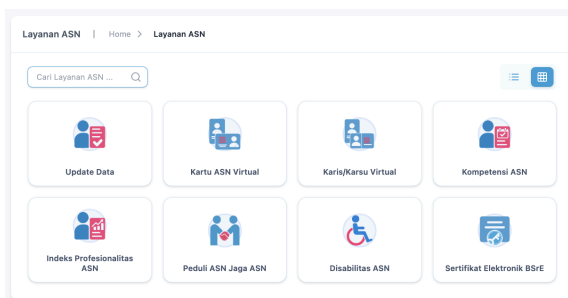 Layanan ASN | Home > Layanan ASN
Cari Layanan ASN ...
Update Data
Kartu ASN Virtual
Karis/Karsu Virtual
Kompetensi ASN
Indeks Profesionalitas
ASN
Peduli ASN Jaga ASN
Disabilitas ASN
Sertifikat Elektronik BSrE